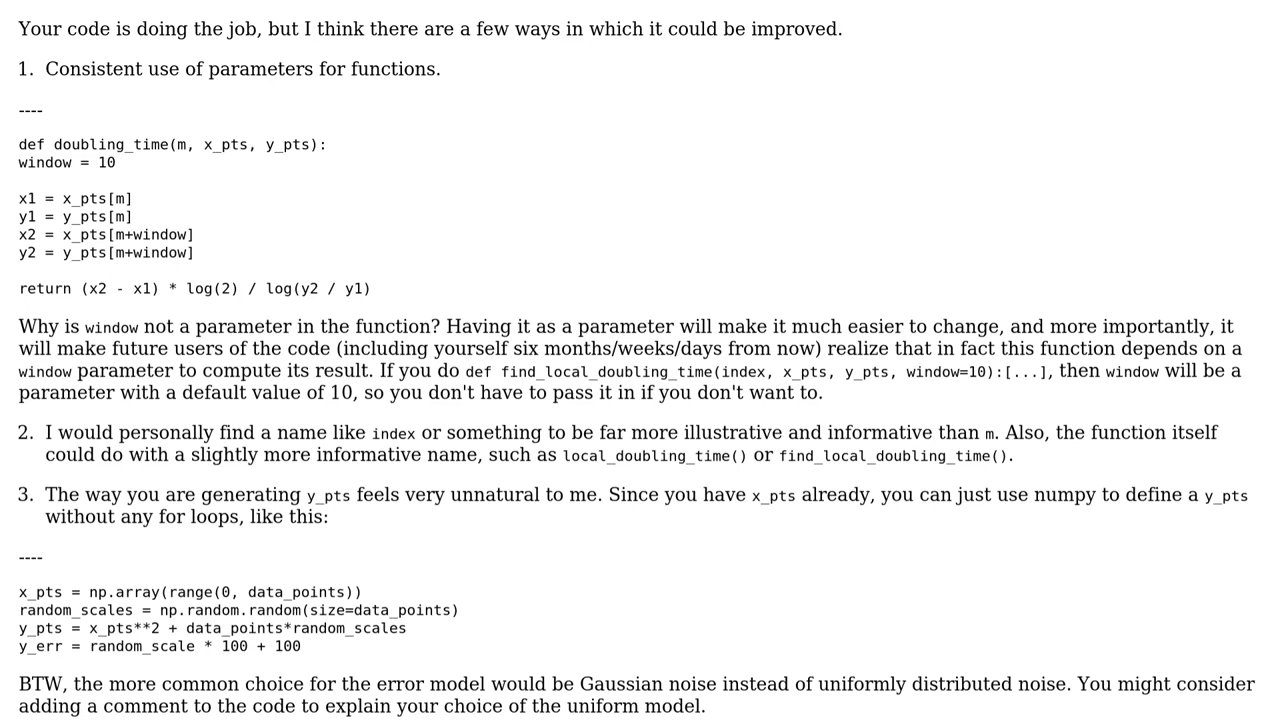 Your code is doing the job, but I think there are a few ways in which it could be improved.
1. Consistent use of parameters for functions.
----
def doubling_time(m, x_pts, y_pts):
window = 10
x1 = x_pts[m]
y1 = y_pts[m]
x2 = x_pts[m+window]
y2 = y_pts[m+window]
return (x2 - x1) * log(2) / log(y2 / y1)
Why is window not a parameter in the function? Having it as a parameter will make it much easier to change, and more importantly, it
will make future users of the code (including yourself six months/weeks/days from now) realize that in fact this function depends on a
window parameter to compute its result. If you do def find_local_doubling_time(index, x_pts, y_pts, window=10):[...], then window will be a
parameter with a default value of 10, so you don't have to pass it in if you don't want to.
2. I would personally find a name like index or something to be far more illustrative and informative than m. Also, the function itself
could do with a slightly more informative name, such as local_doubling_time() or find_local_doubling_time().
3. The way you are generating y_pts feels very unnatural to me. Since you have x_pts already, you can just use numpy to define a y_pts
without any for loops, like this:
----
x_pts = np.array(range(0, data_points))
random_scales = np.random.random(size=data_points)
y_pts = x_pts**2 + data_points*random_scales
y_err = random_scale * 100 + 100
BTW, the more common choice for the error model would be Gaussian noise instead of uniformly distributed noise. You might consider
adding a comment to the code to explain your choice of the uniform model.